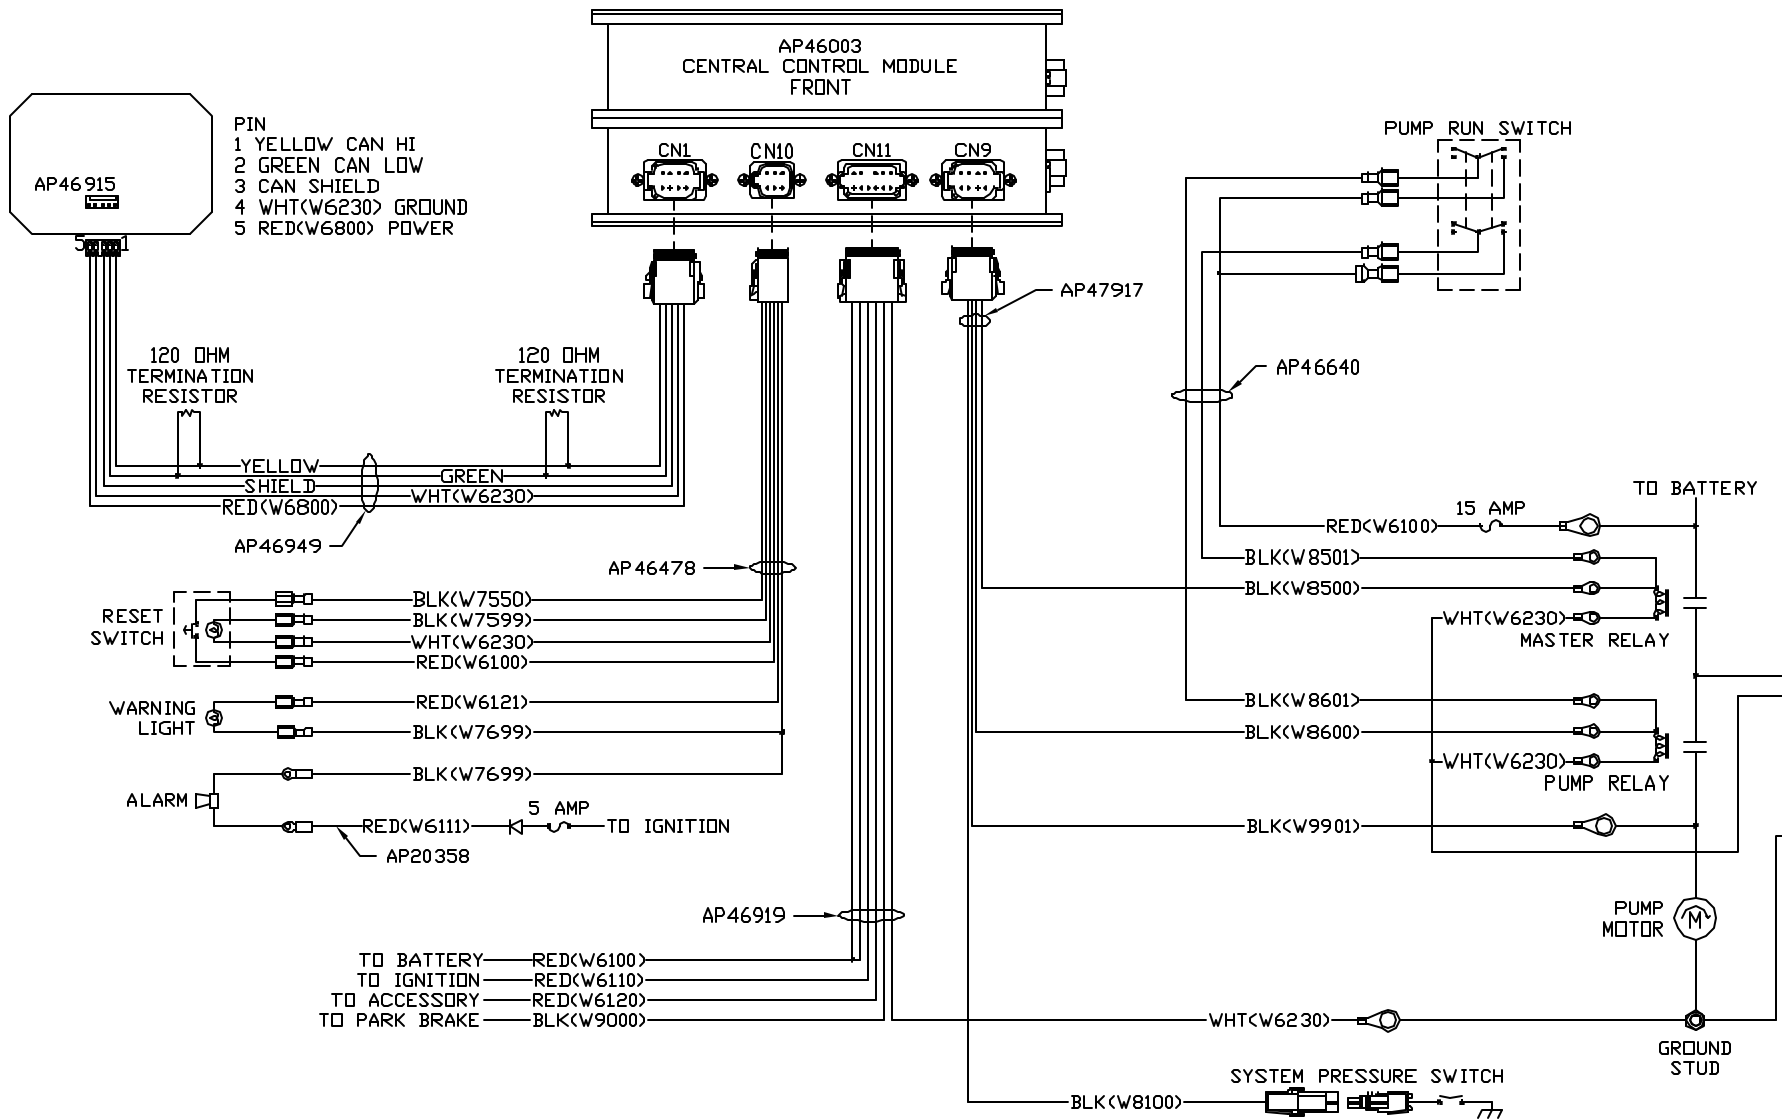 AP46003
CENTRAL CONTROL MODULE
FRONT
CN1
CN10
CN11
CN9
PIN
1 YELLOW CAN HI
2 GREEN CAN LOW
3 CAN SHIELD
4 WHT(W6230) GROUND
5 RED(W6800) POWER
AP46915
5
1
PUMP RUN SWITCH
AP47917
AP46640
120 OHM
TERMINATION
RESISTOR
120 OHM
TERMINATION
RESISTOR
YELLOW
GREEN
SHIELD
WHT(W6230)
RED(W6800)
AP46949
AP46478
RESET
SWITCH
BLK(W7550)
BLK(W7599)
WHT(W6230)
RED(W6100)
WARNING
LIGHT
RED(W6121)
BLK(W7699)
ALARM
BLK(W7699)
RED(W6111)
5 AMP
TO IGNITION
AP20358
AP46919
TO BATTERY
RED(W6100)
TO IGNITION
RED(W6110)
TO ACCESSORY
RED(W6120)
TO PARK BRAKE
BLK(W9000)
TO BATTERY
15 AMP
RED(W6100)
BLK(W8501)
BLK(W8500)
WHT(W6230)
MASTER RELAY
BLK(W8601)
BLK(W8600)
WHT(W6230)
PUMP RELAY
BLK(W9901)
PUMP
MOTOR
M
WHT(W6230)
GROUND
STUD
SYSTEM PRESSURE SWITCH
BLK(W8100)